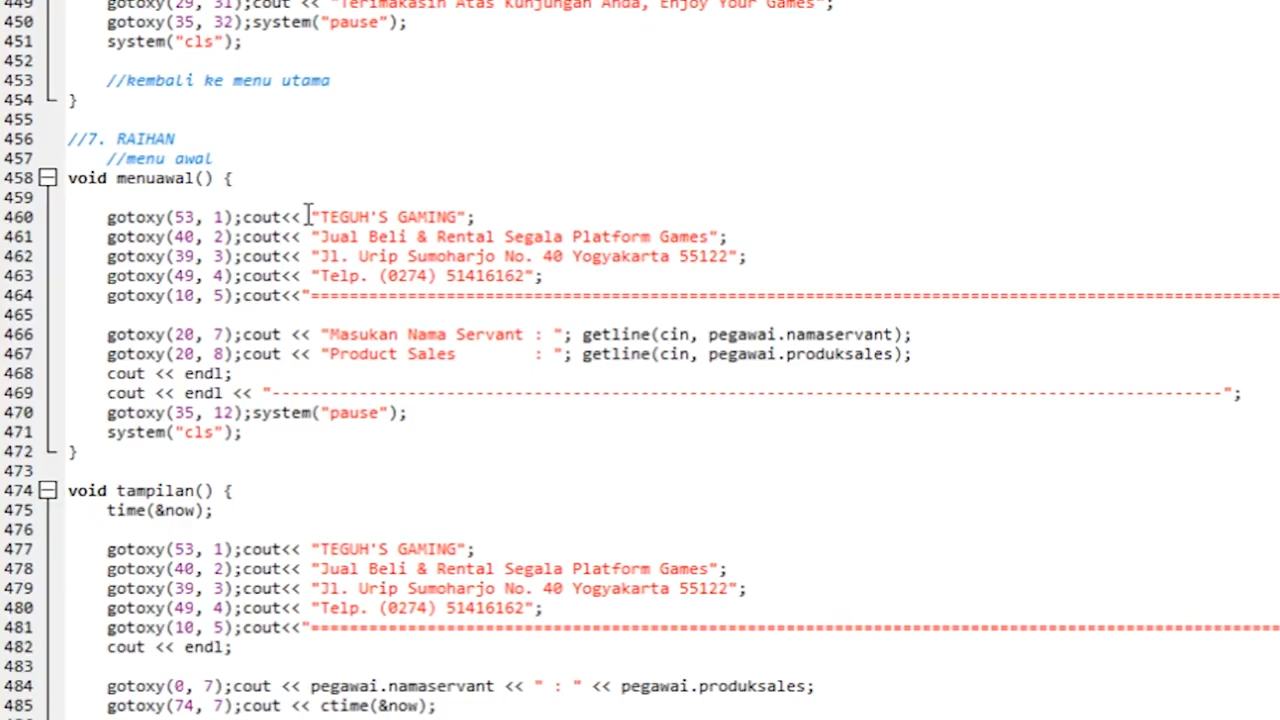 449 gotoxy(29, 31);cout << "Terimakasih Atas Kunjungan Anda, Enjoy Your Games";
450 gotoxy(35, 32);system("pause");
451 system("cls");
452
453 //kembali ke menu utama
454 }
455
456 //7. RAIHAN
457 //menu awal
458 void menuawal() {
459
460 gotoxy(53, 1);cout<< "TEGUH'S GAMING";
461 gotoxy(40, 2);cout<< "Jual Beli & Rental Segala Platform Games";
462 gotoxy(39, 3);cout<< "Jl. Urip Sumoharjo No. 40 Yogyakarta 55122";
463 gotoxy(49, 4);cout<< "Telp. (0274) 51416162";
464 gotoxy(10, 5);cout<<"====================================================================================================
465
466 gotoxy(20, 7);cout << "Masukan Nama Servant : "; getline(cin, pegawai.namaservant);
467 gotoxy(20, 8);cout << "Product Sales        : "; getline(cin, pegawai.produksales);
468 cout << endl;
469 cout << endl << "--------------------------------------------------------------------------------------------------";
470 gotoxy(35, 12);system("pause");
471 system("cls");
472 }
473
474 void tampilan() {
475 time(&now);
476
477 gotoxy(53, 1);cout<< "TEGUH'S GAMING";
478 gotoxy(40, 2);cout<< "Jual Beli & Rental Segala Platform Games";
479 gotoxy(39, 3);cout<< "Jl. Urip Sumoharjo No. 40 Yogyakarta 55122";
480 gotoxy(49, 4);cout<< "Telp. (0274) 51416162";
481 gotoxy(10, 5);cout<<"====================================================================================================
482 cout << endl;
483
484 gotoxy(0, 7);cout << pegawai.namaservant << " : " << pegawai.produksales;
485 gotoxy(74, 7);cout << ctime(&now);